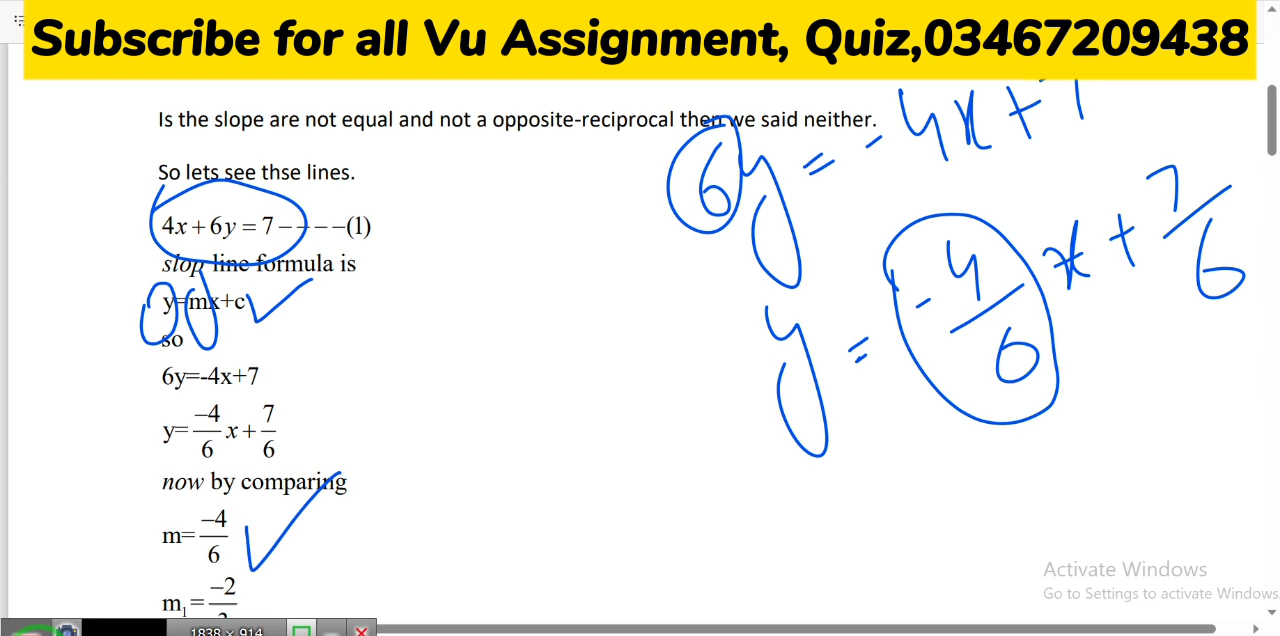 Subscribe for all Vu Assignment, Quiz,03467209438
Is the slope are not equal and not a opposite-reciprocal then we said neither.
So lets see thse lines.
4x+6y=7−−−−(1)
slop line formula is
y=mx+c
so
6y=-4x+7
y=−4/6 x+7/6
now by comparing
m=−4/6
m₁=−2
6y = -4x+7
y = -4/6 x + 7/6
Activate Windows
Go to Settings to activate Windows
1838 × 914